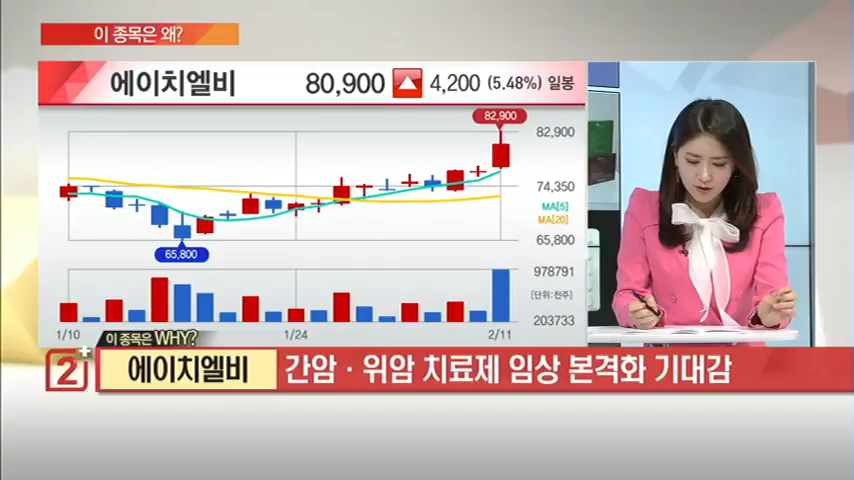 이 종목은 왜?
에이치엘비 80,900 4,200 (5.48%) 일봉
82,900
82,900
74,350
MA[5]
MA[20]
65,800
65,800
978791
[단위:천주]
203733
1/10 1/24 2/11
이 종목은 WHY?
2+ 에이치엘비 간암·위암 치료제 임상 본격화 기대감